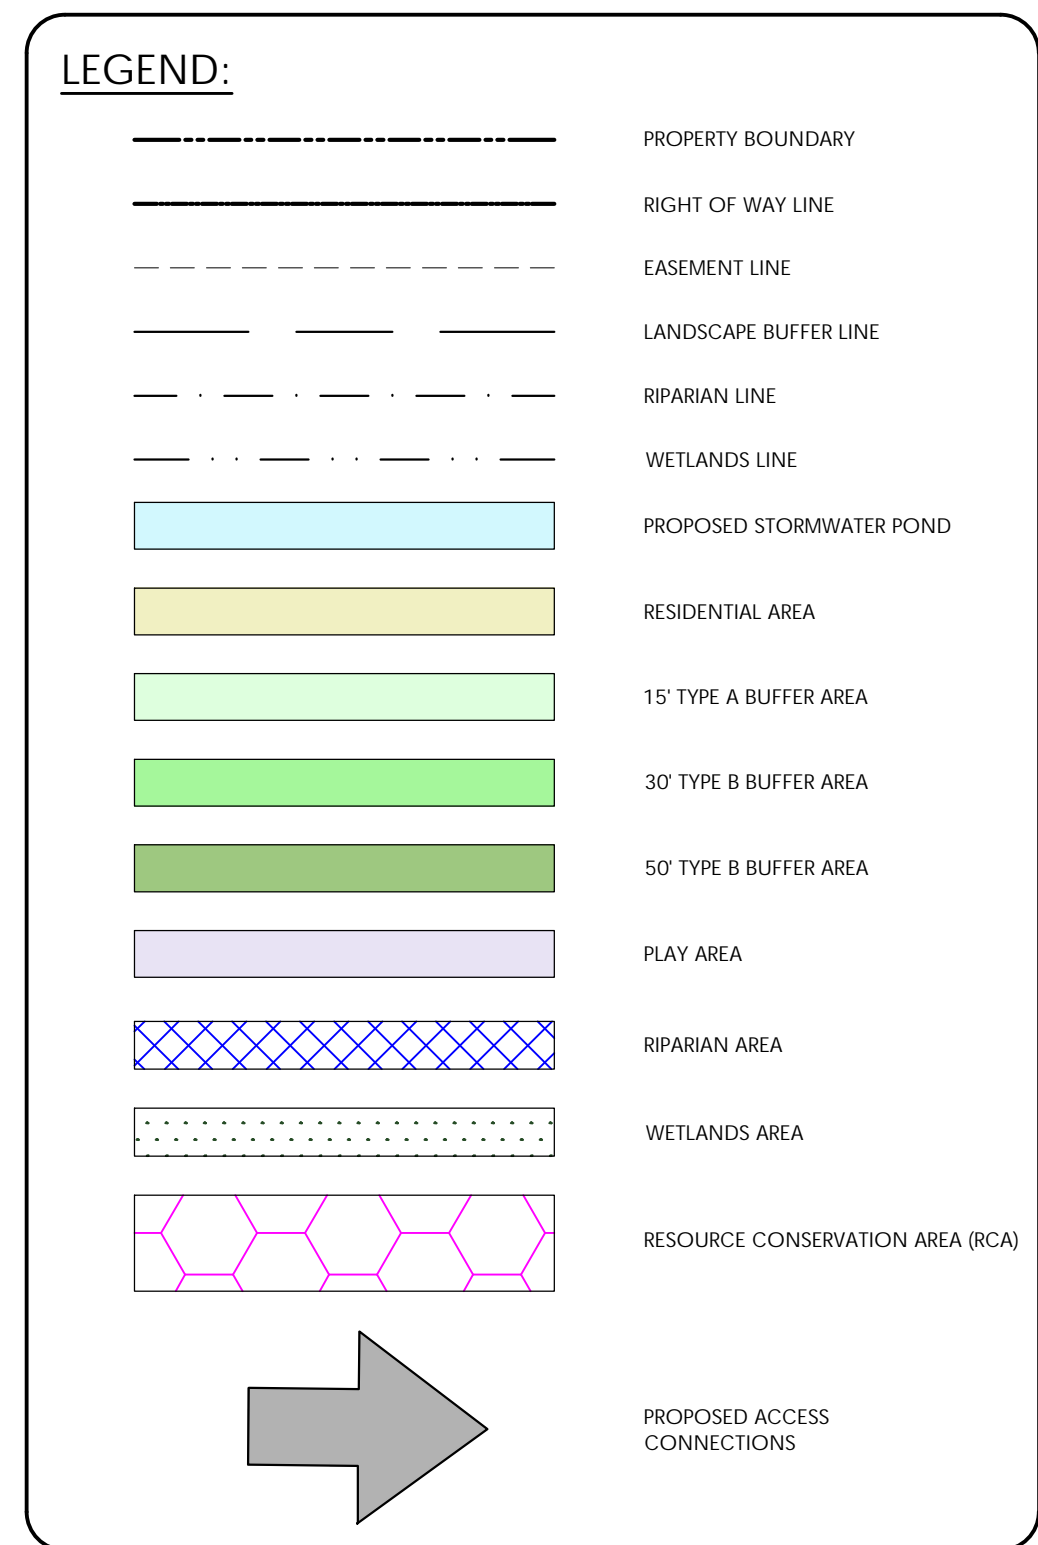 LEGEND:
PROPERTY BOUNDARY
RIGHT OF WAY LINE
EASEMENT LINE
LANDSCAPE BUFFER LINE
RIPARIAN LINE
WETLANDS LINE
PROPOSED STORMWATER POND
RESIDENTIAL AREA
15' TYPE A BUFFER AREA
30' TYPE B BUFFER AREA
50' TYPE B BUFFER AREA
PLAY AREA
RIPARIAN AREA
WETLANDS AREA
RESOURCE CONSERVATION AREA (RCA)
PROPOSED ACCESS
CONNECTIONS